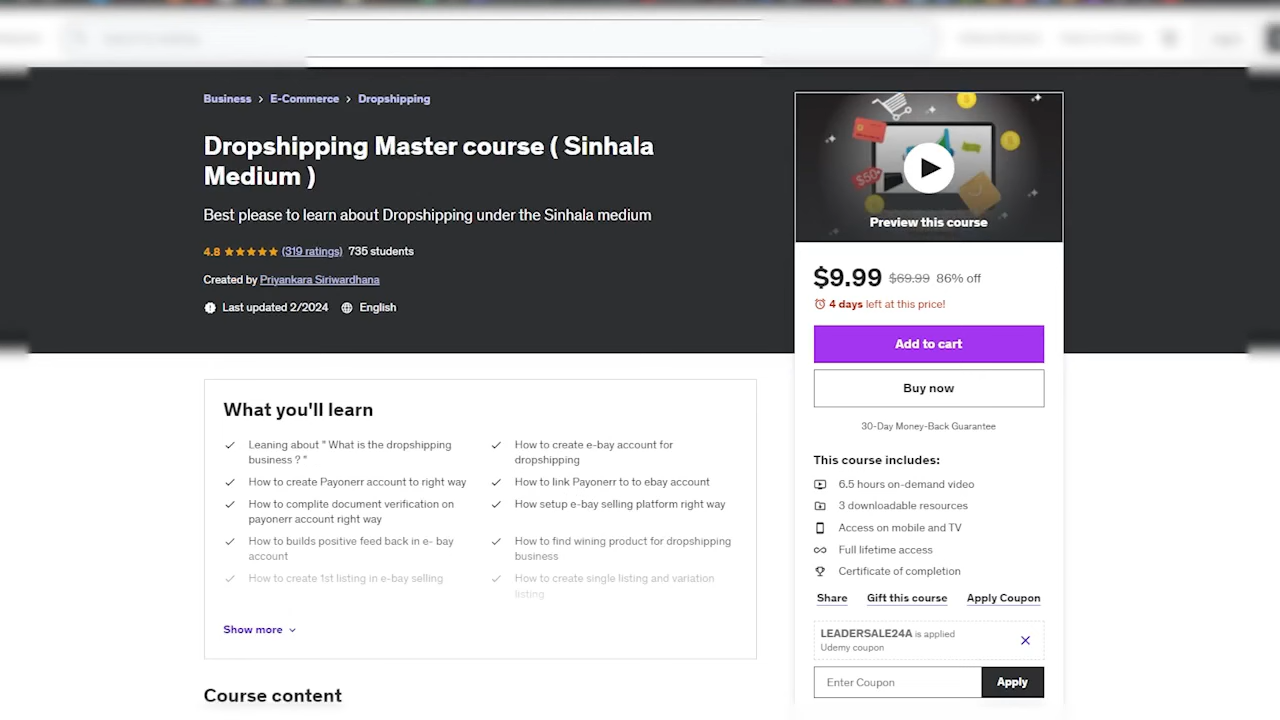 Business > E-Commerce > Dropshipping
Dropshipping Master course ( Sinhala
Medium )
Best please to learn about Dropshipping under the Sinhala medium
4.8 (319 ratings) 735 students
Created by Priyankara Siriwardhana
Last updated 2/2024 English
$50
Preview this course
$9.99 $69.99 86% off
4 days left at this price!
Add to cart
Buy now
30-Day Money-Back Guarantee
This course includes:
6.5 hours on-demand video
3 downloadable resources
Access on mobile and TV
Full lifetime access
Certificate of completion
Share Gift this course Apply Coupon
LEADERSALE24A is applied
Udemy coupon
Enter Coupon Apply
What you'll learn
Leaning about " What is the dropshipping
business ? "
How to create Payonerr account to right way
How to complite document verification on
payonerr account right way
How to builds positive feed back in e- bay
account
How to create 1st listing in e-bay selling
How to create e-bay account for
dropshipping
How to link Payonerr to to ebay account
How setup e-bay selling platform right way
How to find wining product for dropshipping
business
How to create single listing and variation
listing
Show more
Course content